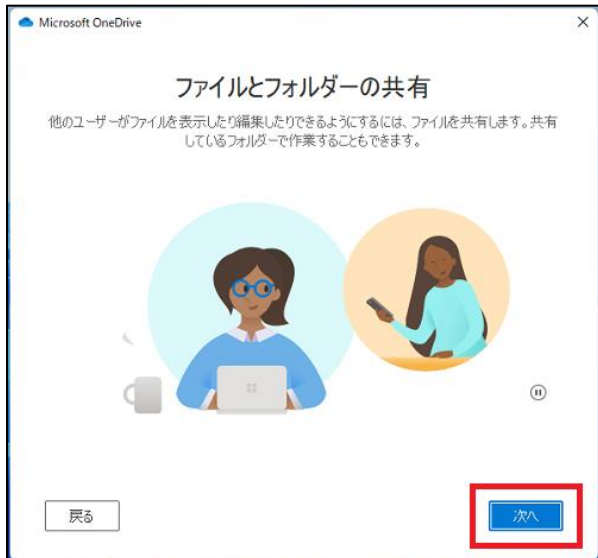 Microsoft OneDrive
ファイルとフォルダーの共有
他のユーザーがファイルを表示したり編集したりできるようにするには、ファイルを共有します。共有
しているフォルダーで作業することもできます。
戻る
次へ